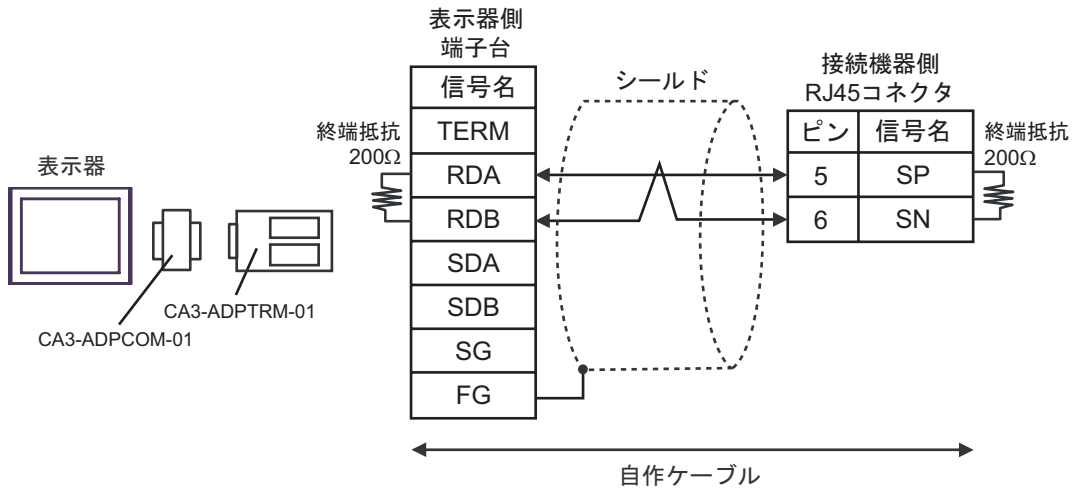 表示器
CA3-ADPCOM-01
CA3-ADPTRM-01
表示器側
端子台
信号名
TERM
RDA
RDB
SDA
SDB
SG
FG
終端抵抗
200Ω
シールド
接続機器側
RJ45コネクタ
ピン 信号名
5 SP
6 SN
終端抵抗
200Ω
自作ケーブル